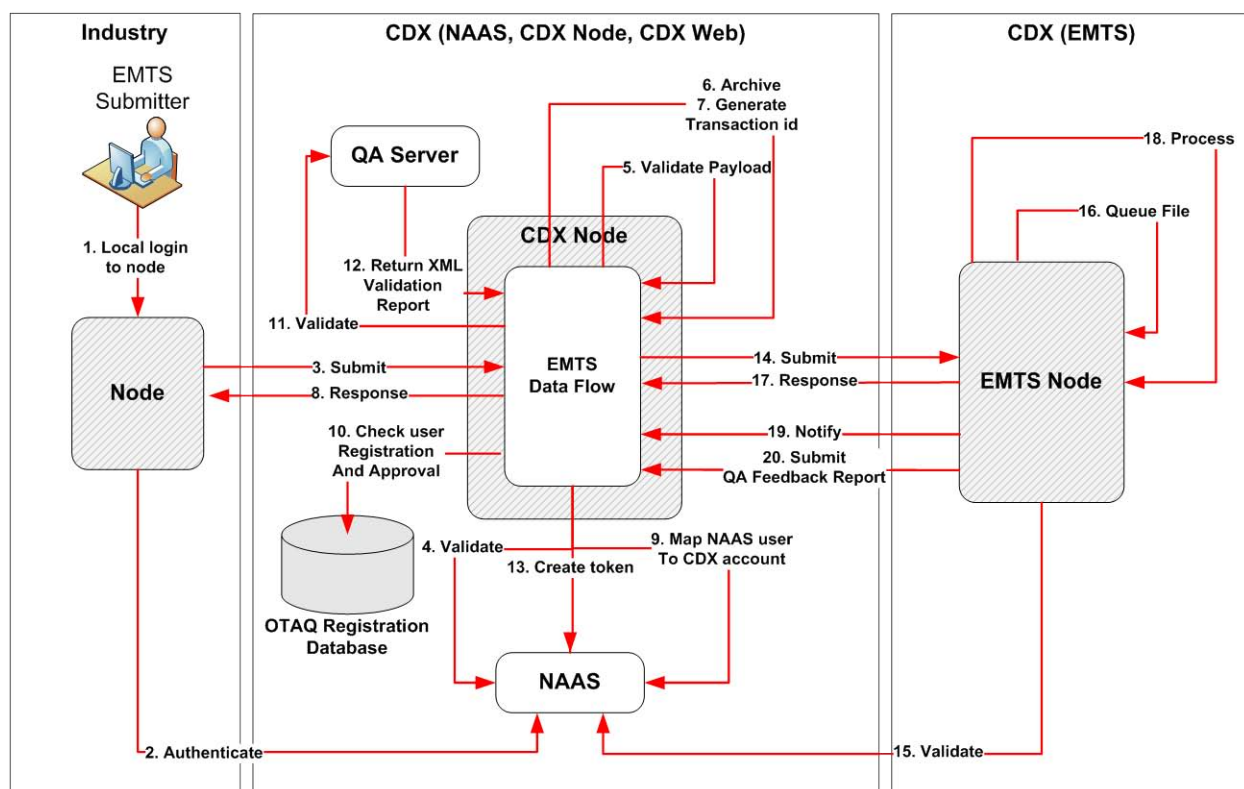 Industry
CDX (NAAS, CDX Node, CDX Web)
CDX (EMTS)
EMTS
Submitter
6. Archive
7. Generate
Transaction id
18. Process
QA Server
5. Validate Payload
16. Queue File
CDX Node
1. Local login
to node
12. Return XML
Validation
Report
11. Validate
3. Submit
EMTS
Data Flow
14. Submit
Node
8. Response
17. Response
EMTS Node
10. Check user
Registration
And Approval
19. Notify
20. Submit
QA Feedback Report
4. Validate
9. Map NAAS user
To CDX account
13. Create token
OTAQ Registration
Database
NAAS
2. Authenticate
15. Validate